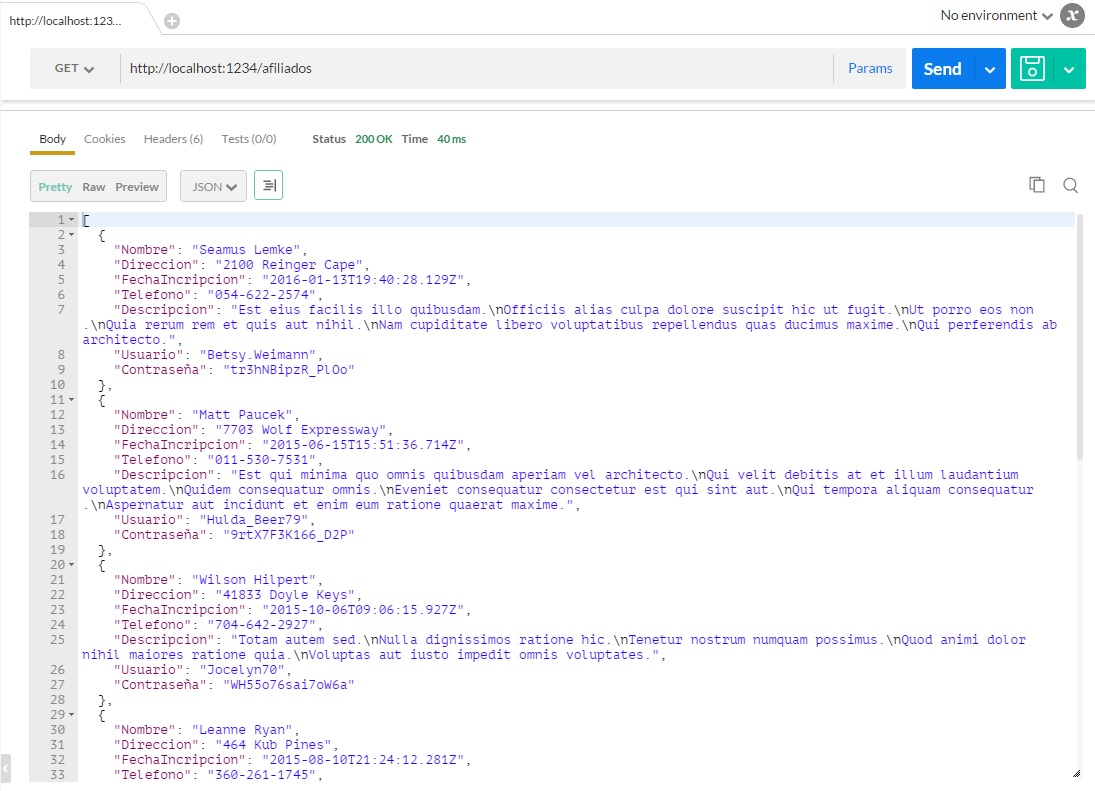 http://localhost:123...
No environment
GET
http://localhost:1234/afiliados
Params
Send
Body Cookies Headers (6) Tests (0/0) Status 200 OK Time 40 ms
Pretty Raw Preview JSON
1 [
2 {
3 "Nombre": "Seamus Lemke",
4 "Direccion": "2100 Reinger Cape",
5 "FechaIncripcion": "2016-01-13T19:40:28.129Z",
6 "Telefono": "054-622-2574",
7 "Descripcion": "Est eius facilis illo quibusdam.\nOfficiis alias culpa dolore suscipit hic ut fugit.\nUt porro eos non
.\nQuia rerum rem et quis aut nihil.\nNam cupiditate libero voluptatibus repellendus quas ducimus maxime.\nQui perferendis ab
architecto.",
8 "Usuario": "Betsy.Weimann",
9 "Contraseña": "tr3hNBipzR_PlOo"
10 },
11 {
12 "Nombre": "Matt Paucek",
13 "Direccion": "7703 Wolf Expressway",
14 "FechaIncripcion": "2015-06-15T15:51:36.714Z",
15 "Telefono": "011-530-7531",
16 "Descripcion": "Est qui minima quo omnis quibusdam aperiam vel architecto.\nQui velit debitis at et illum laudantium
voluptatem.\nQuidem consequatur omnis.\nEveniet consequatur consectetur est qui sint aut.\nQui tempora aliquam consequatur
.\nAspernatur aut incidunt et enim eum ratione quaerat maxime.",
17 "Usuario": "Hulda_Beer79",
18 "Contraseña": "9rtX7F3K166_D2P"
19 },
20 {
21 "Nombre": "Wilson Hilpert",
22 "Direccion": "41833 Doyle Keys",
23 "FechaIncripcion": "2015-10-06T09:06:15.927Z",
24 "Telefono": "704-642-2927",
25 "Descripcion": "Totam autem sed.\nNulla dignissimos ratione hic.\nTenetur nostrum numquam possimus.\nQuod animi dolor
nihil maiores ratione quia.\nVoluptas aut iusto impedit omnis voluptates.",
26 "Usuario": "Jocelyn70",
27 "Contraseña": "WH55o76sai7oW6a"
28 },
29 {
30 "Nombre": "Leanne Ryan",
31 "Direccion": "464 Kub Pines",
32 "FechaIncripcion": "2015-08-10T21:24:12.281Z",
33 "Telefono": "360-261-1745",